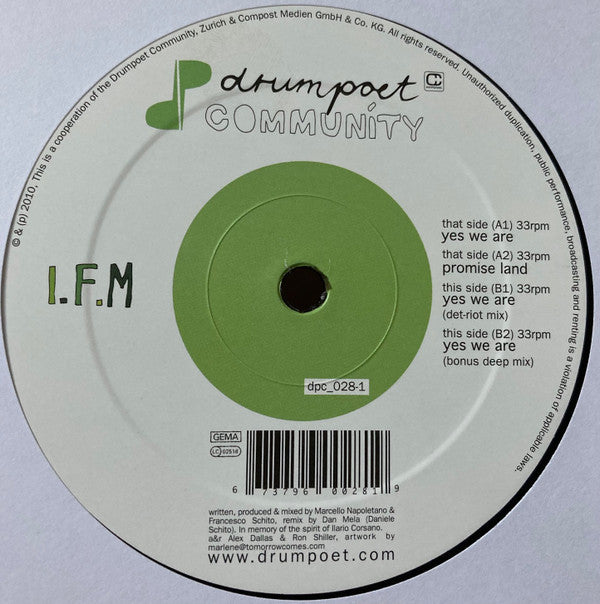 © & (p) 2010, This is a cooperation of the Drumpoet Community, Zurich & Compost Medien GmbH & Co. KG. All rights reserved. Unauthorized duplication, public performance, broadcasting and renting is a violation of applicable laws.
drumpoet
COMMUNITY
I.F.M
that side (A1) 33rpm
yes we are
that side (A2) 33rpm
promise land
this side (B1) 33rpm
yes we are
(det-riot mix)
this side (B2) 33rpm
yes we are
(bonus deep mix)
dpc_028-1
GEMA
LC 02518
6 73796 00281 9
written, produced & mixed by Marcello Napoletano &
Francesco Schito, remix by Dan Mela (Daniele
Schito). In memory of the spirit of Ilario Corsano.
a&r Alex Dallas & Ron Shiller, artwork by
marlene@tomorrowcomes.com
www.drumpoet.com